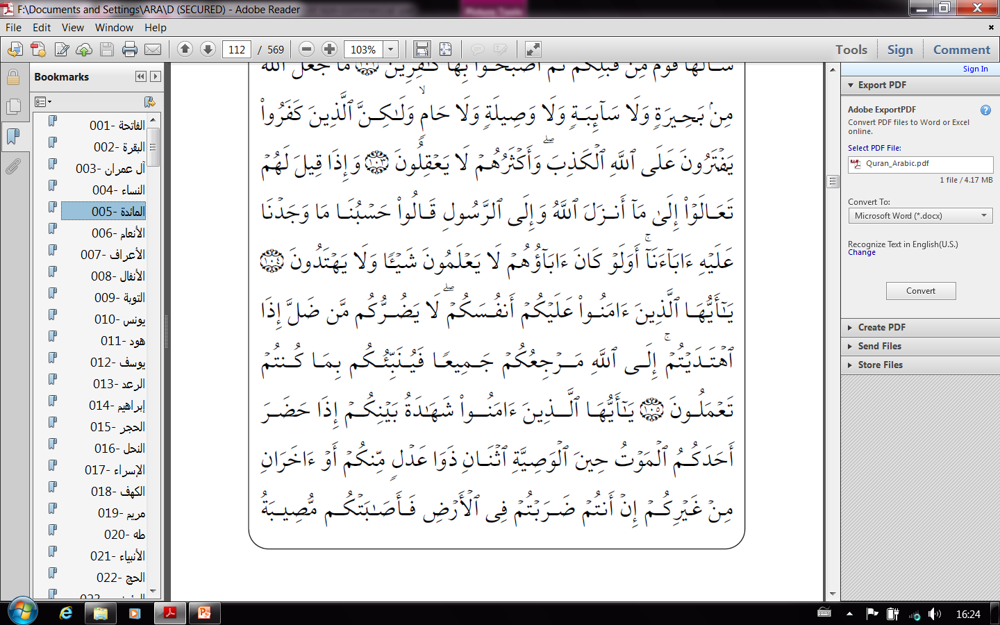 F:\Documents and Settings\ARA\D (SECURED) - Adobe Reader
File Edit View Window Help
112 / 569 103% Tools Sign Comment
Bookmarks
001- الفاتحة
002- البقرة
003- آل عمران
004- النساء
005- المائدة
006- الأنعام
007- الأعراف
008- الأنفال
009- التوبة
010- يونس
011- هود
012- يوسف
013- الرعد
014- إبراهيم
015- الحجر
016- النحل
017- الإسراء
018- الكهف
019- مريم
020- طه
021- الأنبياء
022- الحج
سَأَلَهَا قَوْمٌ مِّن قَبْلِكُمْ ثُمَّ أَصْبَحُواْ بِهَا كَٰفِرِينَ ١٠٢ مَا جَعَلَ ٱللَّهُ
مِنۢ بَحِيرَةٍ وَلَا سَآئِبَةٍ وَلَا وَصِيلَةٍ وَلَا حَامٍ ۙ وَلَٰكِنَّ ٱلَّذِينَ كَفَرُواْ
يَفْتَرُونَ عَلَى ٱللَّهِ ٱلْكَذِبَ ۖ وَأَكْثَرُهُمْ لَا يَعْقِلُونَ ١٠٣ وَإِذَا قِيلَ لَهُمْ
تَعَالَوْاْ إِلَىٰ مَآ أَنزَلَ ٱللَّهُ وَإِلَى ٱلرَّسُولِ قَالُواْ حَسْبُنَا مَا وَجَدْنَا
عَلَيْهِ ءَابَآءَنَآ ۚ أَوَلَوْ كَانَ ءَابَآؤُهُمْ لَا يَعْلَمُونَ شَيْـًٔا وَلَا يَهْتَدُونَ ١٠٤
يَٰٓأَيُّهَا ٱلَّذِينَ ءَامَنُواْ عَلَيْكُمْ أَنفُسَكُمْ ۖ لَا يَضُرُّكُم مَّن ضَلَّ إِذَا
ٱهْتَدَيْتُمْ ۚ إِلَى ٱللَّهِ مَرْجِعُكُمْ جَمِيعًا فَيُنَبِّئُكُم بِمَا كُنتُمْ
تَعْمَلُونَ ١٠٥ يَٰٓأَيُّهَا ٱلَّذِينَ ءَامَنُواْ شَهَٰدَةُ بَيْنِكُمْ إِذَا حَضَرَ
أَحَدَكُمُ ٱلْمَوْتُ حِينَ ٱلْوَصِيَّةِ ٱثْنَانِ ذَوَا عَدْلٍ مِّنكُمْ أَوْ ءَاخَرَانِ
مِنْ غَيْرِكُمْ إِنْ أَنتُمْ ضَرَبْتُمْ فِى ٱلْأَرْضِ فَأَصَٰبَتْكُم مُّصِيبَةُ
Sign In
Export PDF
Adobe ExportPDF
Convert PDF files to Word or Excel
online.
Select PDF File:
Quran_Arabic.pdf
1 file / 4.17 MB
Convert To:
Microsoft Word (*.docx)
Recognize Text in English(U.S.)
Change
Convert
Create PDF
Send Files
Store Files
16:24